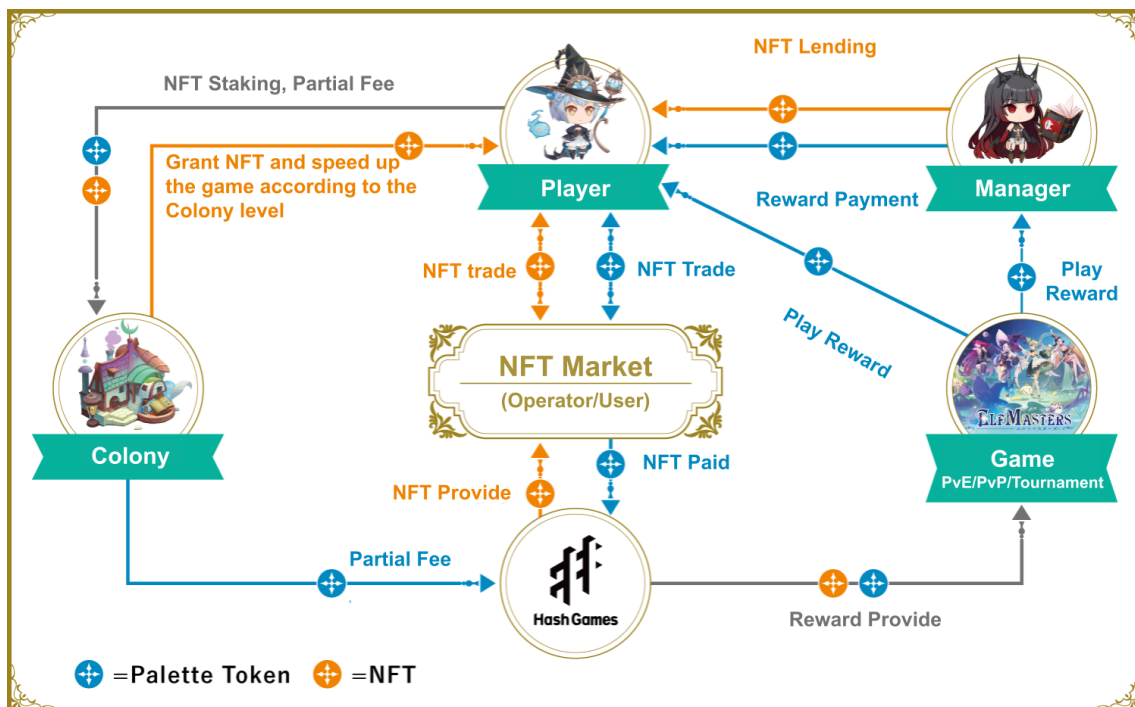 NFT Lending
NFT Staking, Partial Fee
Grant NFT and speed up
the game according to the
Colony level
Player
Manager
Reward Payment
NFT trade
NFT Trade
Play
Reward
Play Reward
NFT Market
(Operator/User)
ELFMASTERS
Colony
NFT Paid
Game
PvE/PvP/Tournament
NFT Provide
Partial Fee
HashGames
Reward Provide
=Palette Token
=NFT